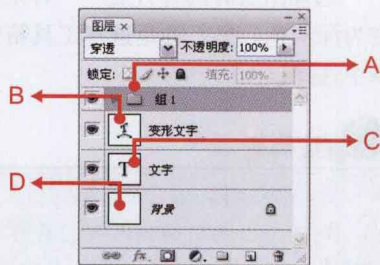 图层 ×
穿透 不透明度: 100%
锁定: 填充: 100%
A
组 1
B
T
变形文字
T
文字
C
D
背景
fx.